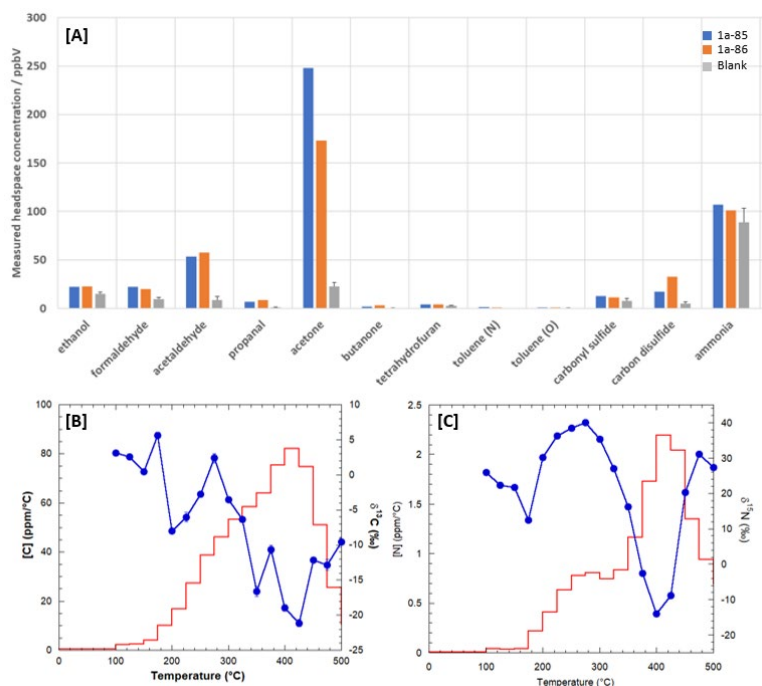 [A]
1a-85
1a-86
Blank
Measured headspace concentration / ppbV
300
250
200
150
100
50
0
ethanol
formaldehyde
acetaldehyde
propanal
acetone
butanone
tetrahydrofuran
toluene (N)
toluene (O)
carbonyl sulfide
carbon disulfide
ammonia
[B]
[C] (ppm/°C)
100
80
60
40
20
0
0 100 200 300 400 500
Temperature (°C)
10
5
0
-5
-10
-15
-20
-25
δ¹³C (‰)
[C]
[N] (ppm/°C)
2.5
2
1.5
1
0.5
0
0 100 200 300 400 500
Temperature (°C)
40
30
20
10
0
-10
-20
δ¹⁵N (‰)